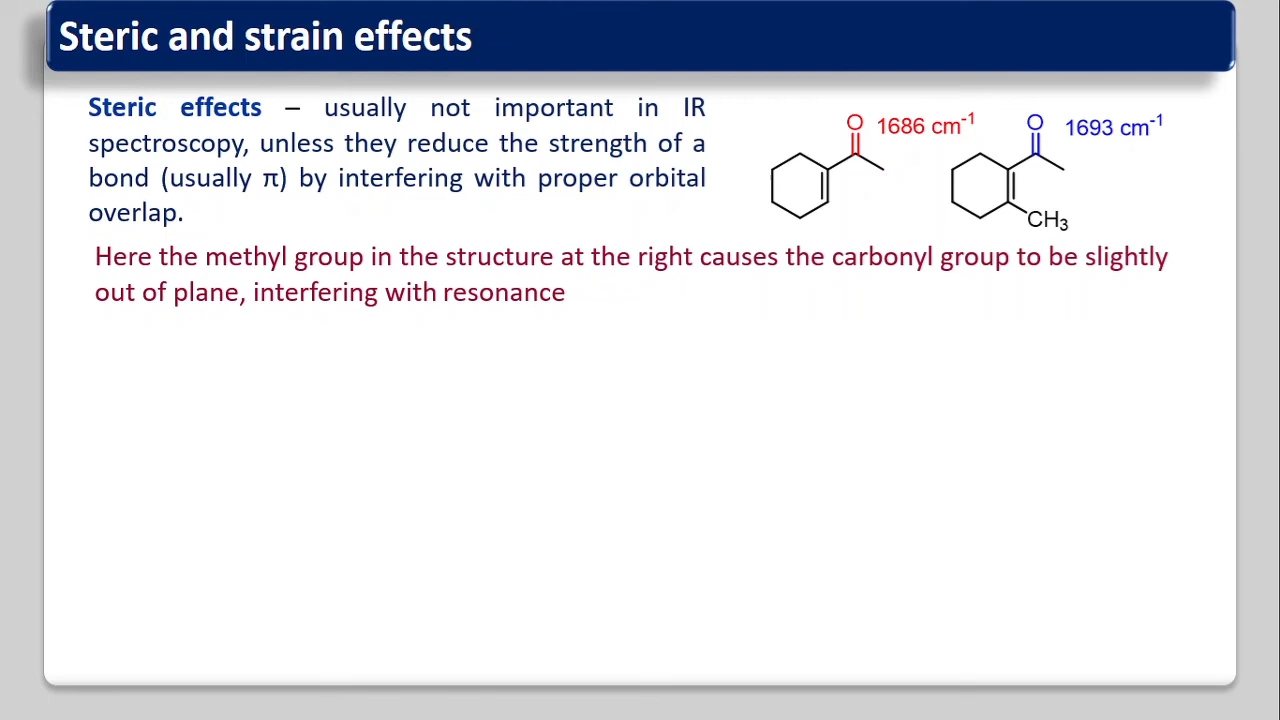 Steric and strain effects
Steric effects – usually not important in IR
spectroscopy, unless they reduce the strength of a
bond (usually π) by interfering with proper orbital
overlap.
O 1686 cm⁻¹
O 1693 cm⁻¹
CH₃
Here the methyl group in the structure at the right causes the carbonyl group to be slightly
out of plane, interfering with resonance